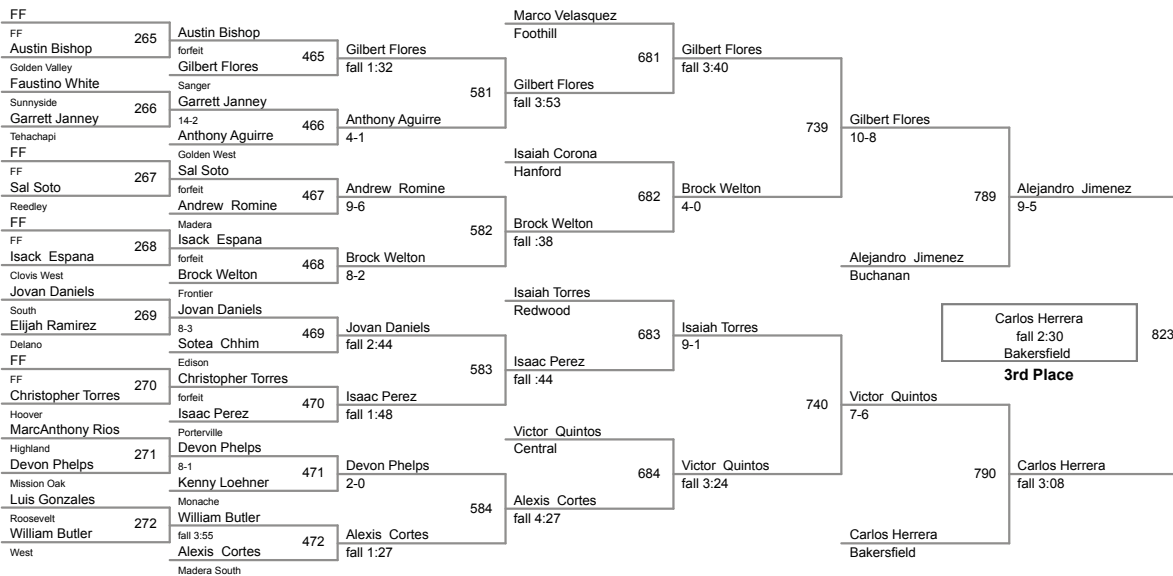 FF
FF
Austin Bishop
Golden Valley
265
Faustino White
Sunnyside
Garrett Janney
Tehachapi
266
FF
FF
Sal Soto
Reedley
267
FF
FF
Isack Espana
Clovis West
268
Jovan Daniels
South
Elijah Ramirez
Delano
269
FF
FF
Christopher Torres
Hoover
270
MarcAnthony Rios
Highland
Devon Phelps
Mission Oak
271
Luis Gonzales
Roosevelt
William Butler
West
272
Austin Bishop
forfeit
Gilbert Flores
Sanger
465
Garrett Janney
14-2
Anthony Aguirre
Golden West
466
Sal Soto
forfeit
Andrew Romine
Madera
467
Isack Espana
forfeit
Brock Welton
Frontier
468
Jovan Daniels
8-3
Sotea Chhim
Edison
469
Christopher Torres
forfeit
Isaac Perez
Porterville
470
Devon Phelps
8-1
Kenny Loehner
Monache
471
William Butler
fall 3:55
Alexis Cortes
Madera South
472
Gilbert Flores
fall 1:32
581
Anthony Aguirre
4-1
Andrew Romine
9-6
582
Brock Welton
8-2
Jovan Daniels
fall 2:44
583
Isaac Perez
fall 1:48
Devon Phelps
2-0
584
Alexis Cortes
fall 1:27
Marco Velasquez
Foothill
681
Gilbert Flores
fall 3:53
Isaiah Corona
Hanford
682
Brock Welton
fall :38
Isaiah Torres
Redwood
683
Isaac Perez
fall :44
Victor Quintos
Central
684
Alexis Cortes
fall 4:27
Gilbert Flores
fall 3:40
739
Brock Welton
4-0
Isaiah Torres
9-1
740
Victor Quintos
fall 3:24
Gilbert Flores
10-8
789
Alejandro Jimenez
Buchanan
Victor Quintos
7-6
790
Carlos Herrera
Bakersfield
Alejandro Jimenez
9-5
Carlos Herrera
fall 2:30
Bakersfield
823
3rd Place
Carlos Herrera
fall 3:08